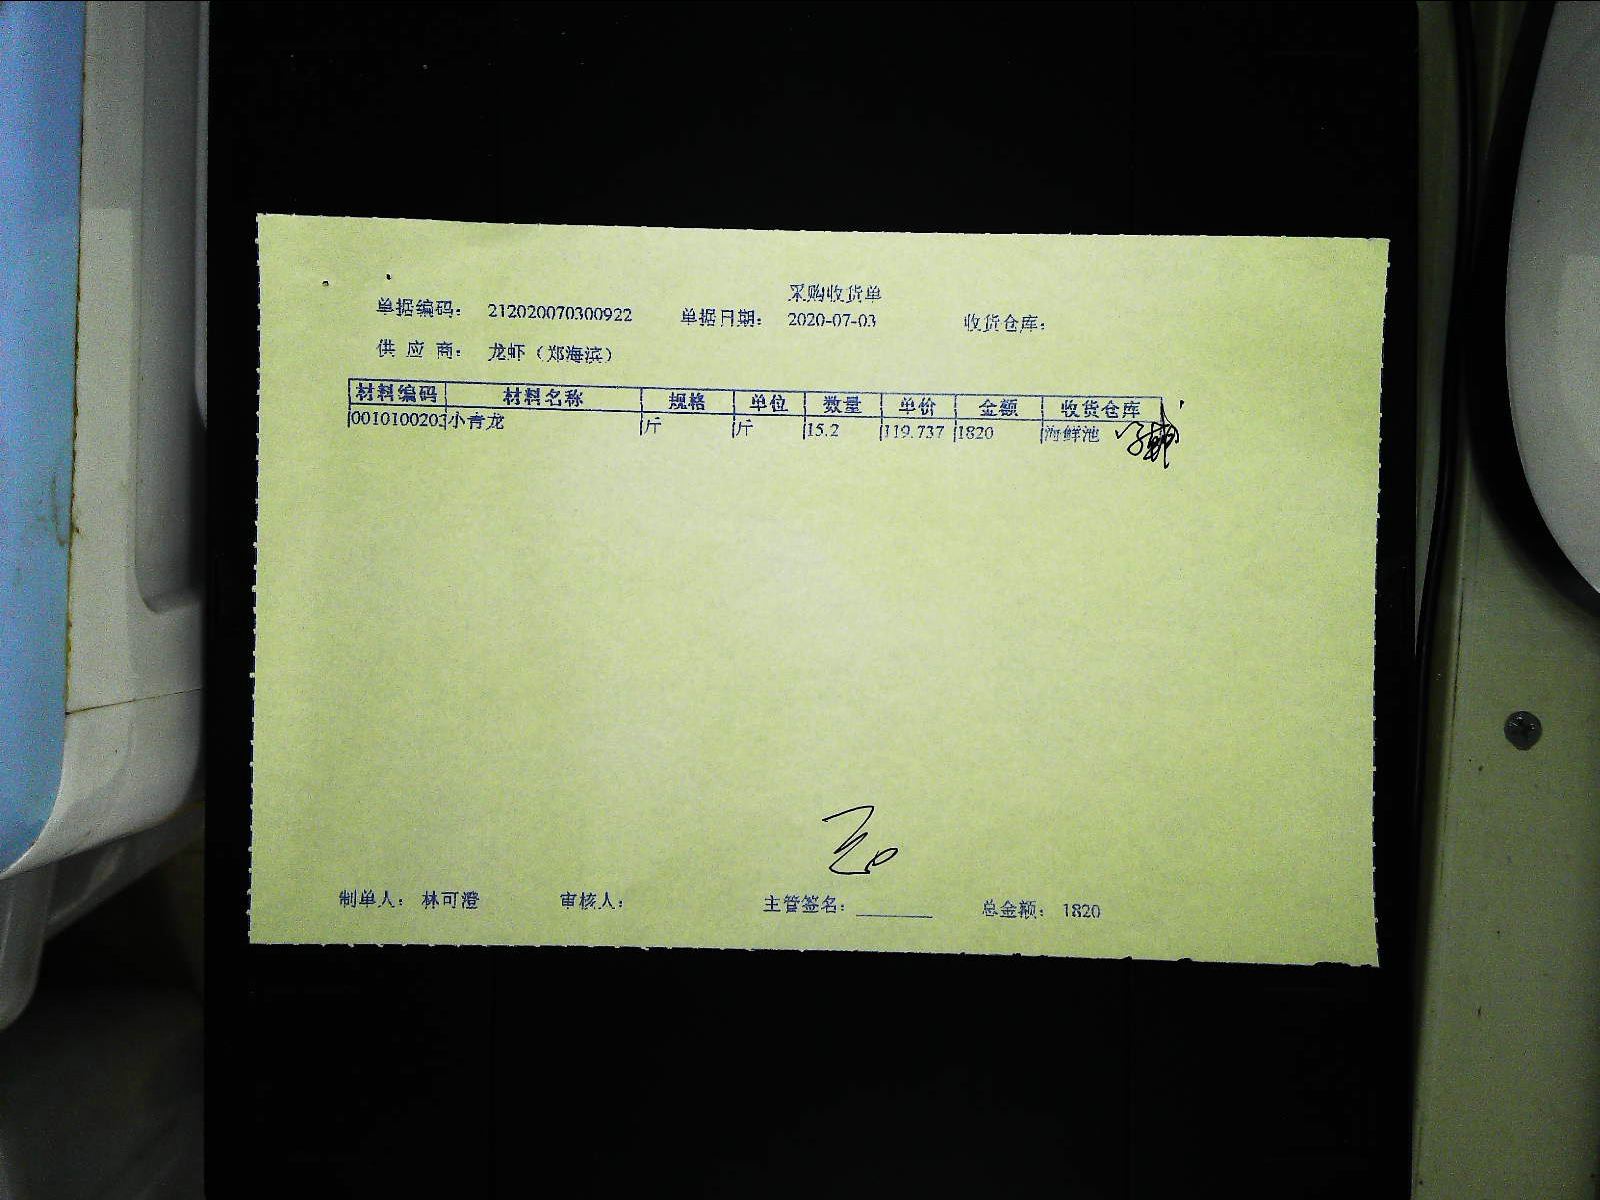 采购收货单
单据编码： 212020070300922 单据日期： 2020-07-03 收货仓库：
供 应 商： 龙虾（郑海滨）
材料编码 材料名称 规格 单位 数量 单价 金额 收货仓库
0010100203 小青龙 斤 斤 15.2 119.737 1820 海鲜池
制单人： 林可澄 审核人： 主管签名： 总金额： 1820